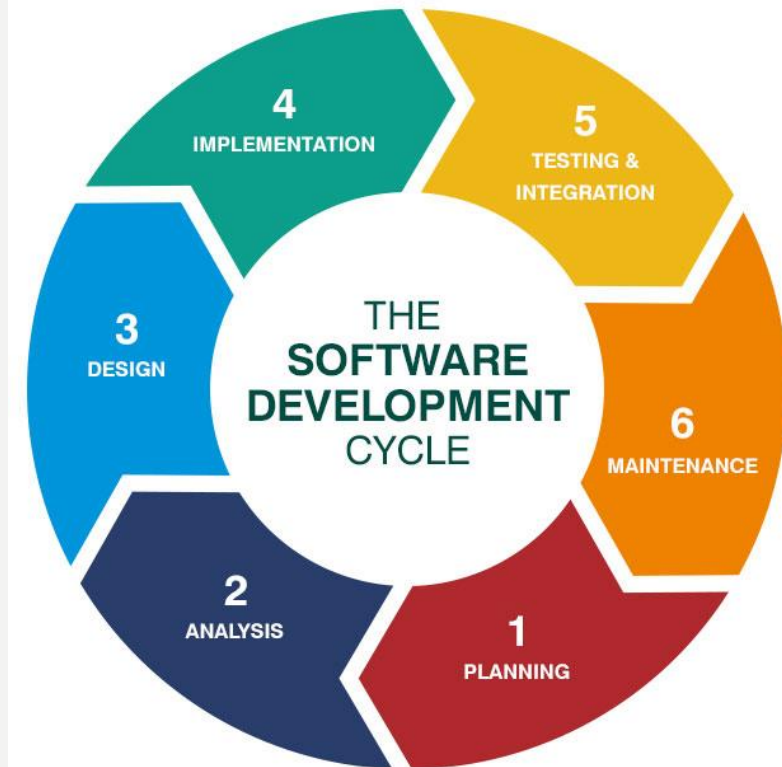 THE
SOFTWARE
DEVELOPMENT
CYCLE
1
PLANNING
2
ANALYSIS
3
DESIGN
4
IMPLEMENTATION
5
TESTING &
INTEGRATION
6
MAINTENANCE